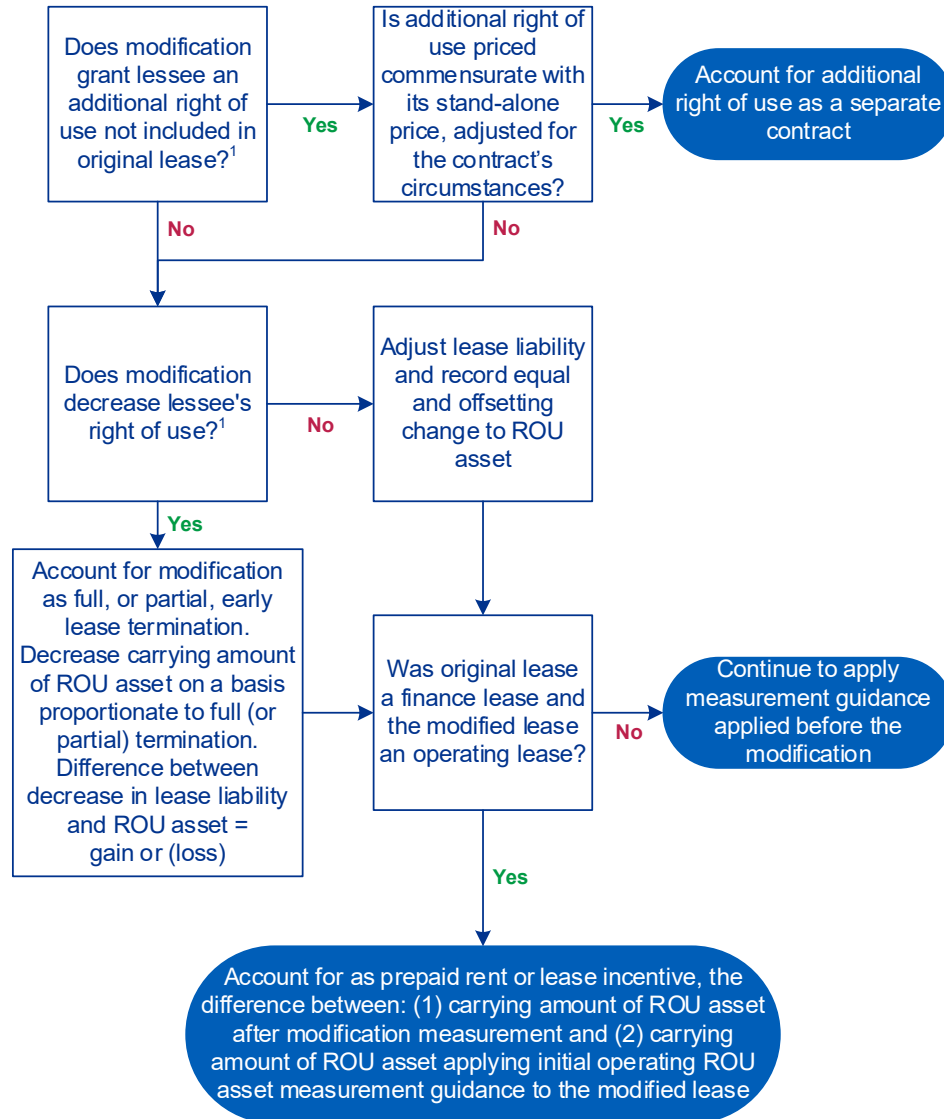 Does modification
grant lessee an
additional right of
use not included in
original lease?1
Yes
Is additional right of
use priced
commensurate with
its stand-alone
price, adjusted for
the contract's
circumstances?
Yes
Account for additional
right of use as a separate
contract
No
No
Does modification
decrease lessee's
right of use?1
No
Adjust lease liability
and record equal
and offsetting
change to ROU
asset
Yes
Account for modification
as full, or partial, early
lease termination.
Decrease carrying amount
of ROU asset on a basis
proportionate to full (or
partial) termination.
Difference between
decrease in lease liability
and ROU asset =
gain or (loss)
Was original lease
a finance lease and
the modified lease
an operating lease?
No
Continue to apply
measurement guidance
applied before the
modification
Yes
Account for as prepaid rent or lease incentive, the
difference between: (1) carrying amount of ROU asset
after modification measurement and (2) carrying
amount of ROU asset applying initial operating ROU
asset measurement guidance to the modified lease